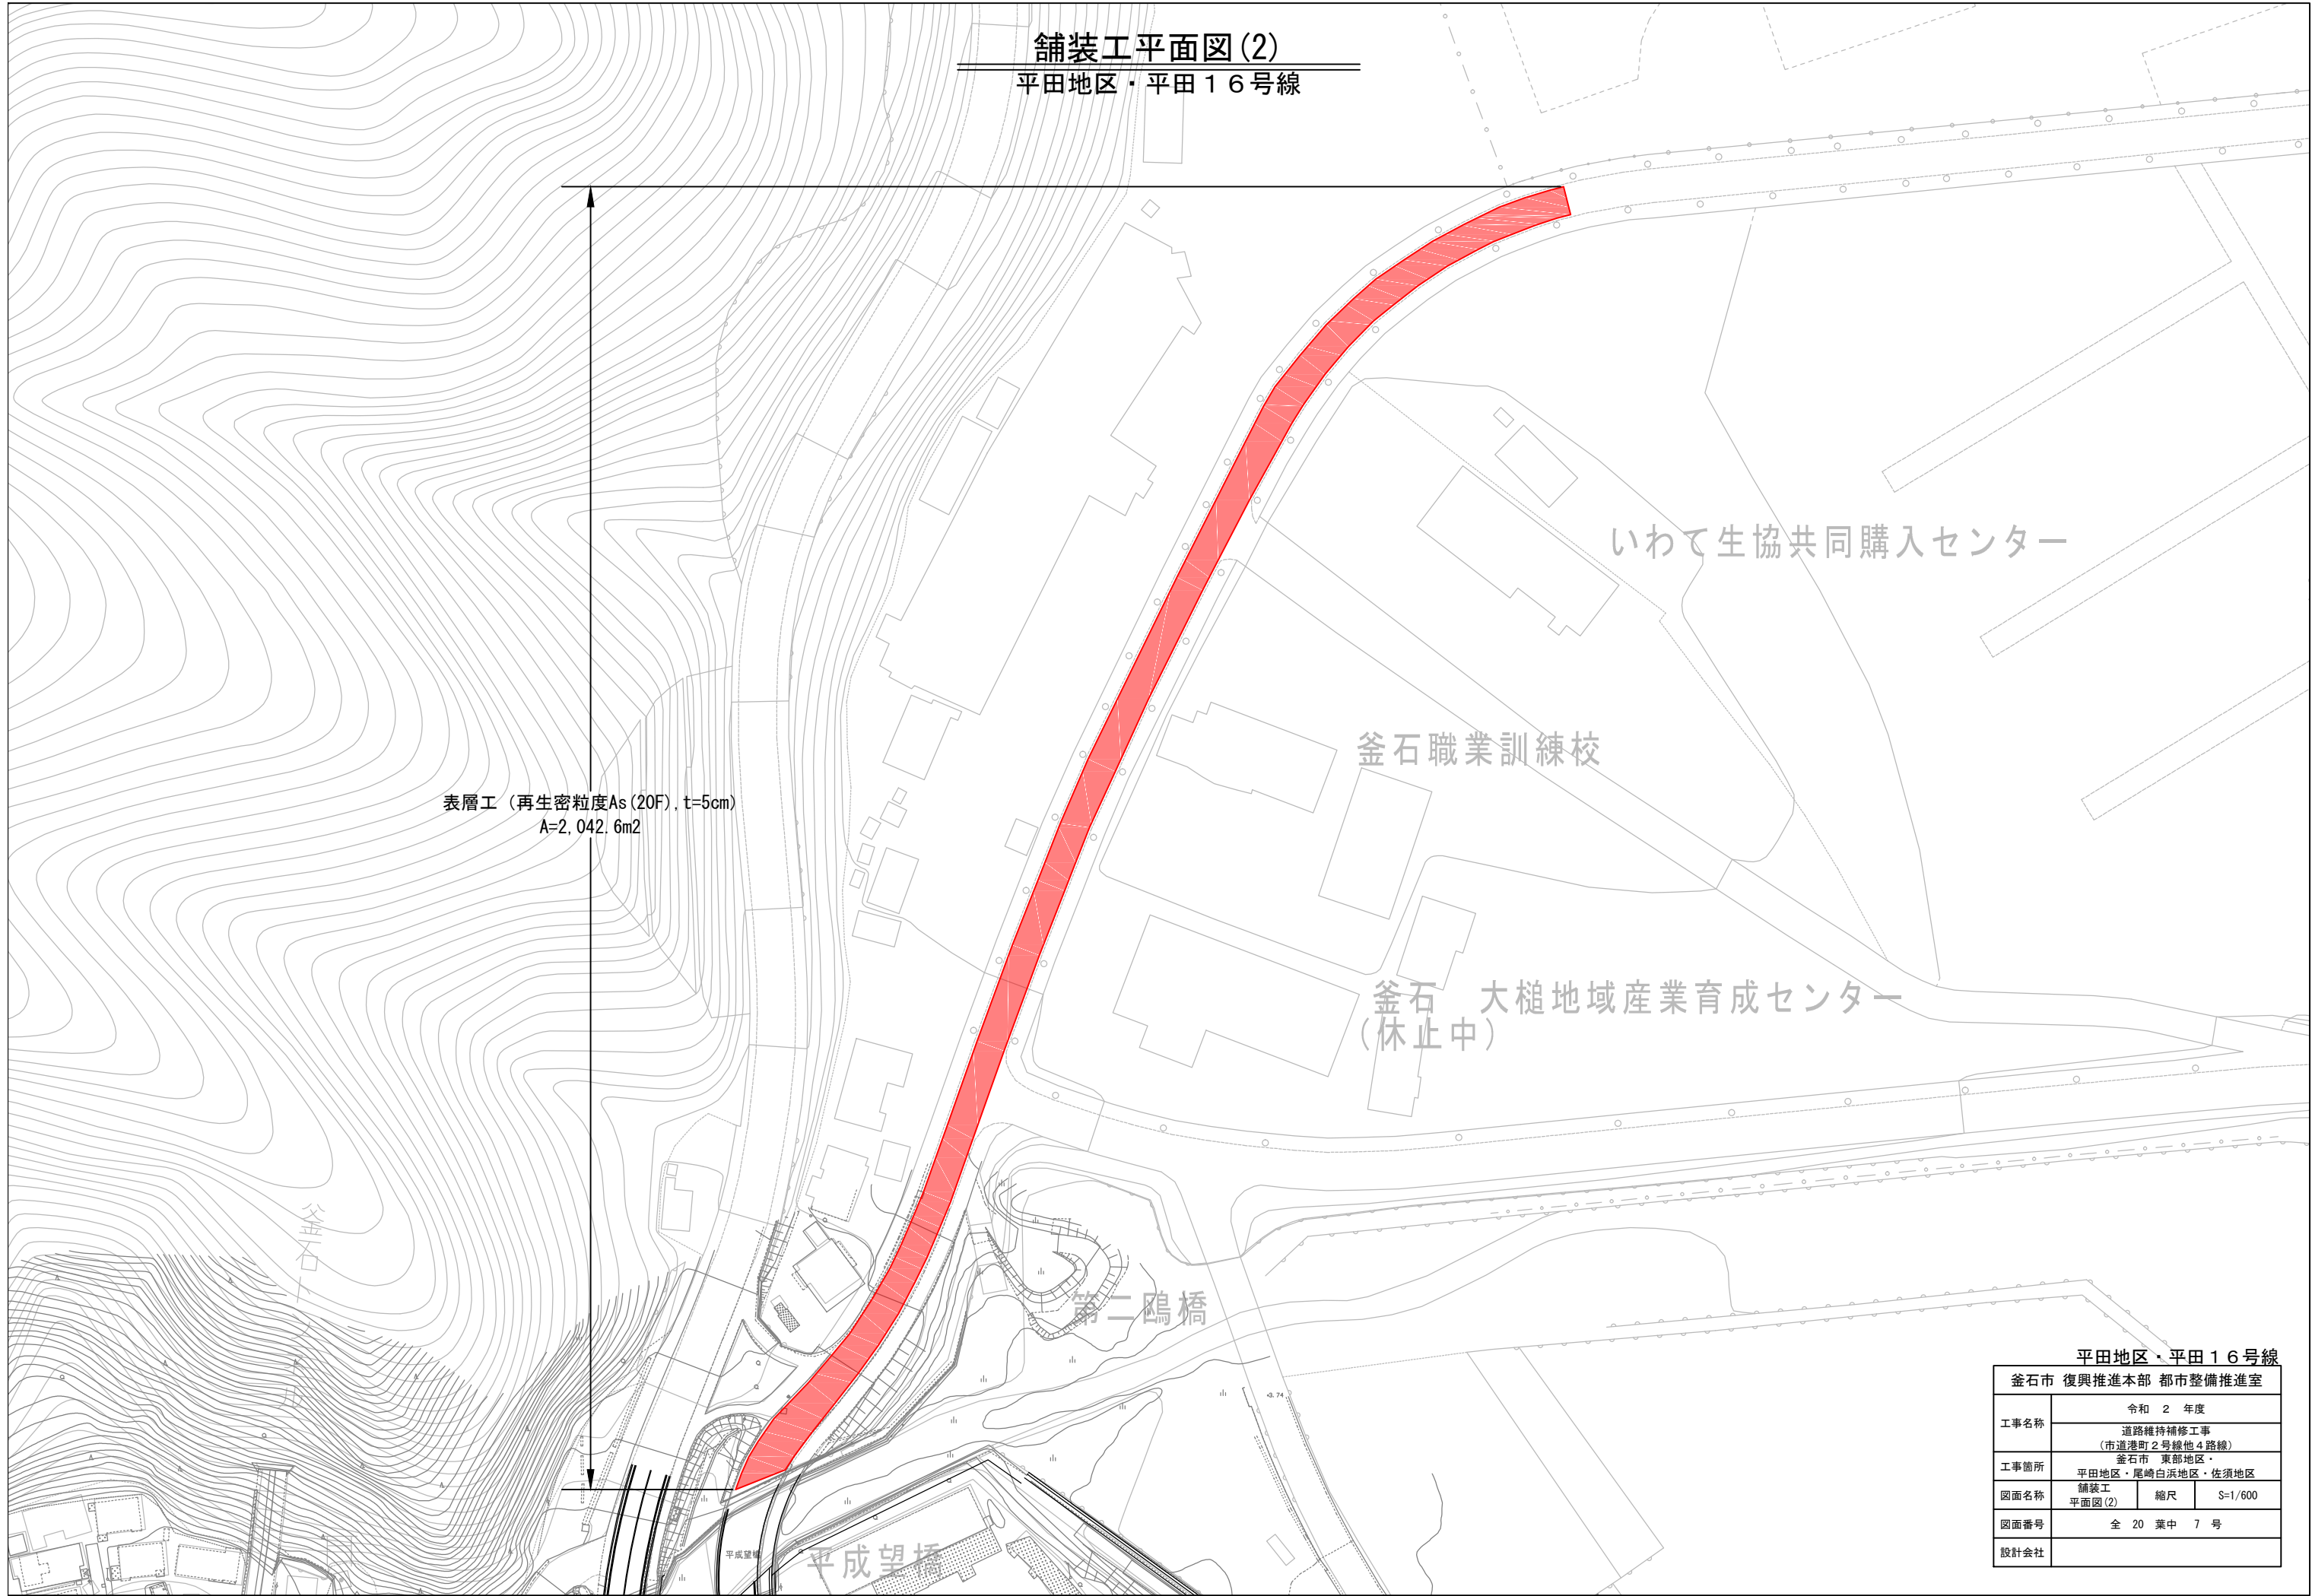 舗装工平面図(2)
平田地区・平田１６号線
いわて生協共同購入センター
釜石職業訓練校
表層工（再生密粒度As(20F),t=5cm）
A=2,042.6m2
釜石　大槌地域産業育成センター
(休止中)
釜石
第二鴎橋
3.74
平成望橋
平成望橋
平田地区・平田１６号線
釜石市 復興推進本部 都市整備推進室
工事名称
令和　2　年度
道路維持補修工事
(市道港町２号線他４路線)
工事箇所
釜石市　東部地区・
平田地区・尾崎白浜地区・佐須地区
図面名称
舗装工
平面図(2)
縮尺
S=1/600
図面番号
全　20　葉中　7　号
設計会社